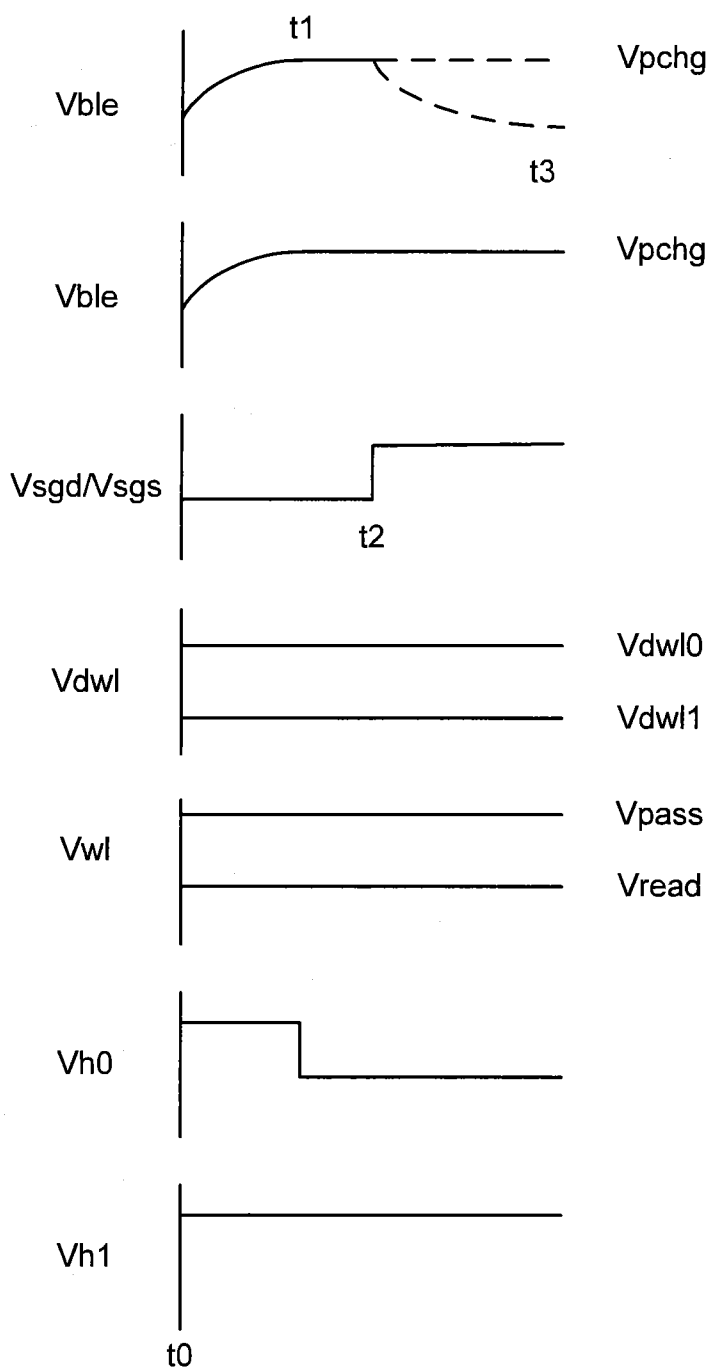 t1
Vpchg
Vble
t3
Vpchg
Vble
Vsgd/Vsgs
t2
Vdwl0
Vdwl
Vdwl1
Vpass
Vwl
Vread
Vh0
Vh1
t0